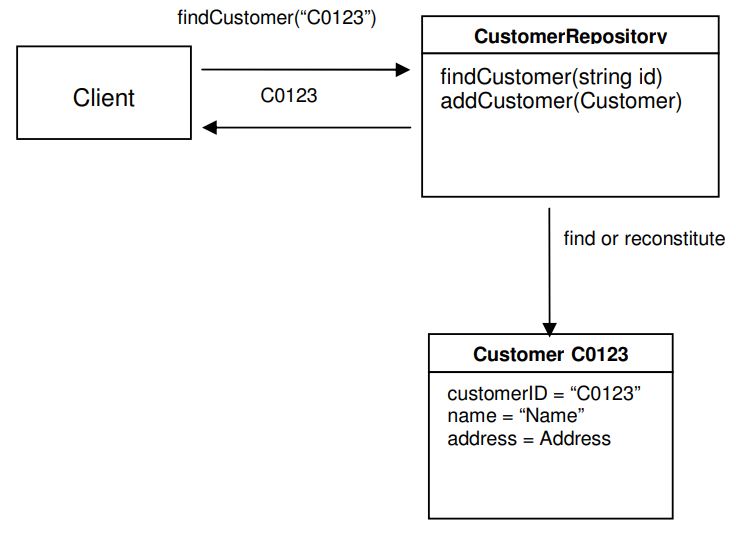 findCustomer(“C0123”)
Client
C0123
CustomerRepository
findCustomer(string id)
addCustomer(Customer)
find or reconstitute
Customer C0123
customerID = “C0123”
name = “Name”
address = Address